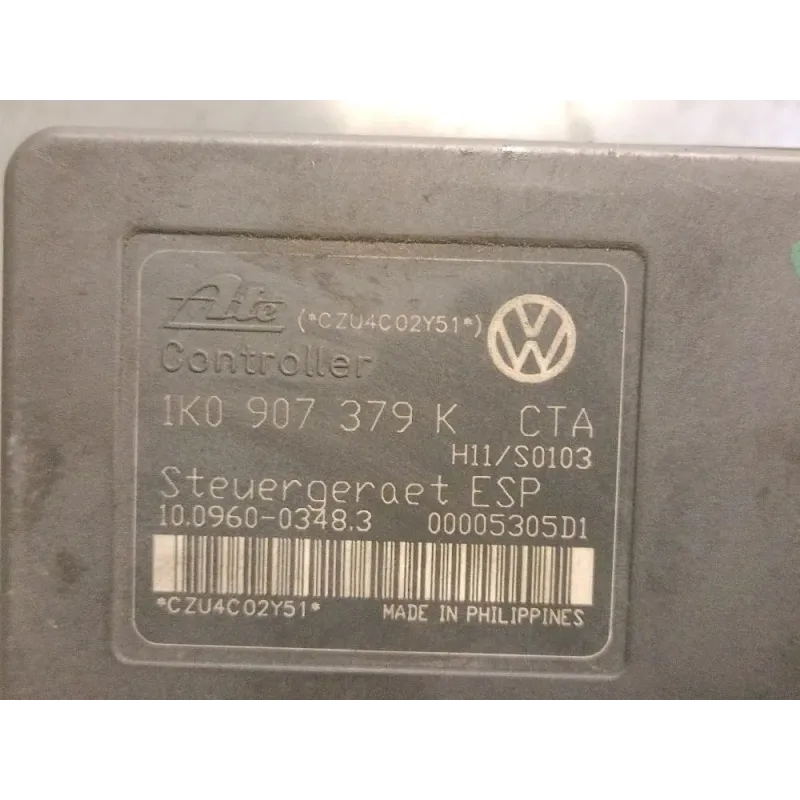 Ate (*CZU4C02Y51*)
Controller
1K0 907 379 K CTA
H11/S0103
Steuergeraet ESP
10.0960-0348.3 00005305D1
*CZU4C02Y51* MADE IN PHILIPPINES